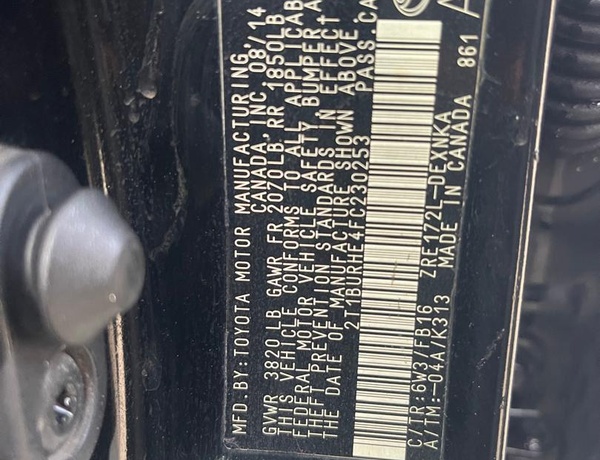 MFD. BY: TOYOTA MOTOR MANUFACTURING,
CANADA, INC. 08/14
GVWR 3820 LB GAWR FR 2070 LB, RR 1850LB
THIS VEHICLE CONFORMS TO ALL APPLICAB
FEDERAL MOTOR VEHICLE SAFETY, BUMPER, A
THEFT PREVENTION STANDARDS IN EFFECT
THE DATE OF MANUFACTURE SHOWN ABOVE.
2T1BURHE4FC230253 PASS.CA
C/TR:6W3/FB16 ZRE172L-DEXNKA
A/TM:-04A/K313 MADE IN CANADA 861